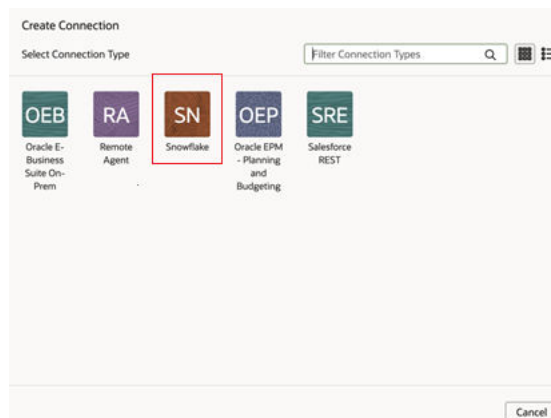 Create Connection
Select Connection Type
Filter Connection Types
OEB
RA
SN
OEP
SRE
Oracle E-
Business
Suite On-
Prem
Remote
Agent
Snowflake
Oracle EPM
- Planning
and
Budgeting
Salesforce
REST
Cancel